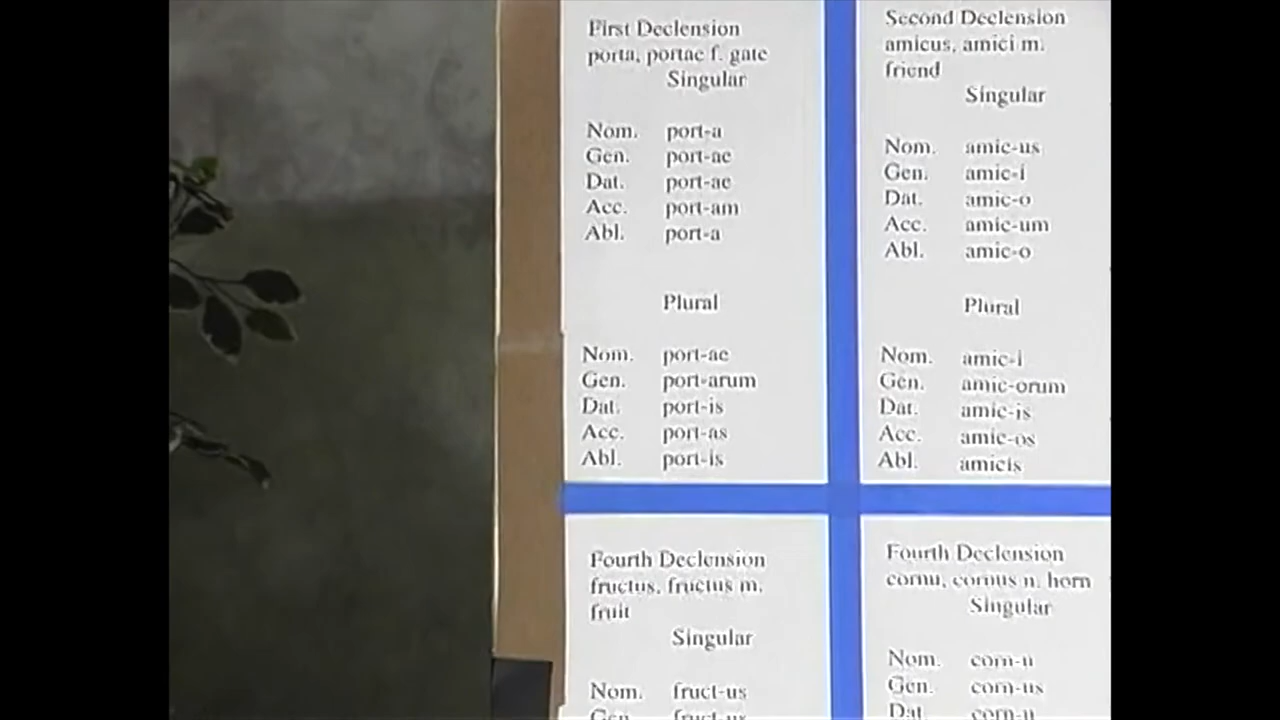 First Declension
porta, portae f. gate
Singular
Nom. port-a
Gen. port-ae
Dat. port-ae
Acc. port-am
Abl. port-a
Plural
Nom. port-ae
Gen. port-arum
Dat. port-is
Acc. port-as
Abl. port-is
Second Declension
amicus, amici m.
friend
Singular
Nom. amic-us
Gen. amic-i
Dat. amic-o
Acc. amic-um
Abl. amic-o
Plural
Nom. amic-i
Gen. amic-orum
Dat. amic-is
Acc. amic-os
Abl. amicis
Fourth Declension
fructus, fructus m.
fruit
Singular
Nom. fruct-us
Gen. fruct-us
Fourth Declension
cornu, cornus n. horn
Singular
Nom. corn-u
Gen. corn-us
Dat. corn-u